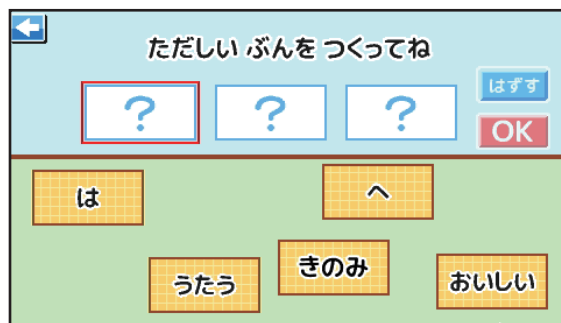 ただしい ぶんを つくってね
? ? ?
はずす
OK
は
へ
うたう
きのみ
おいしい